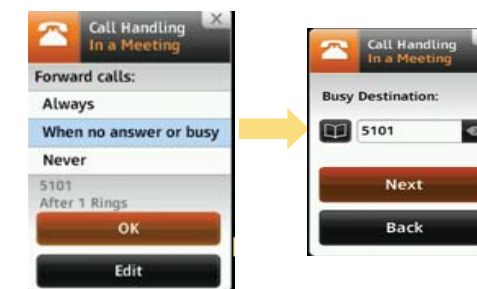 Call Handling
In a Meeting
Forward calls:
Always
When no answer or busy
Never
5101
After 1 Rings
OK
Edit
Call Handling
In a Meeting
Busy Destination:
5101
Next
Back